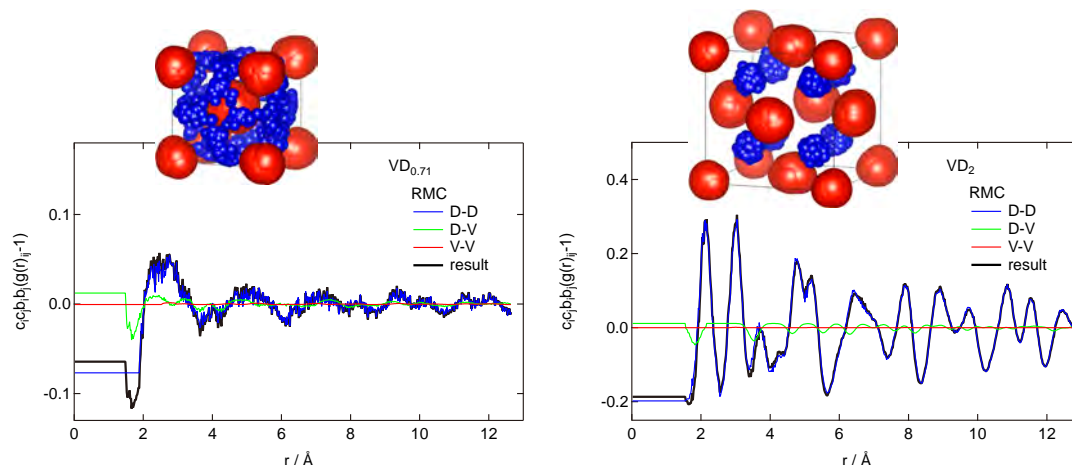 VD0.71
RMC
D-D
D-V
V-V
result
0.1
0.0
-0.1
cicjbibj(g(r)ij-1)
0 2 4 6 8 10 12
r / Å
VD2
RMC
D-D
D-V
V-V
result
0.4
0.2
0.0
-0.2
cicjbibj(g(r)ij-1)
0 2 4 6 8 10 12
r / Å